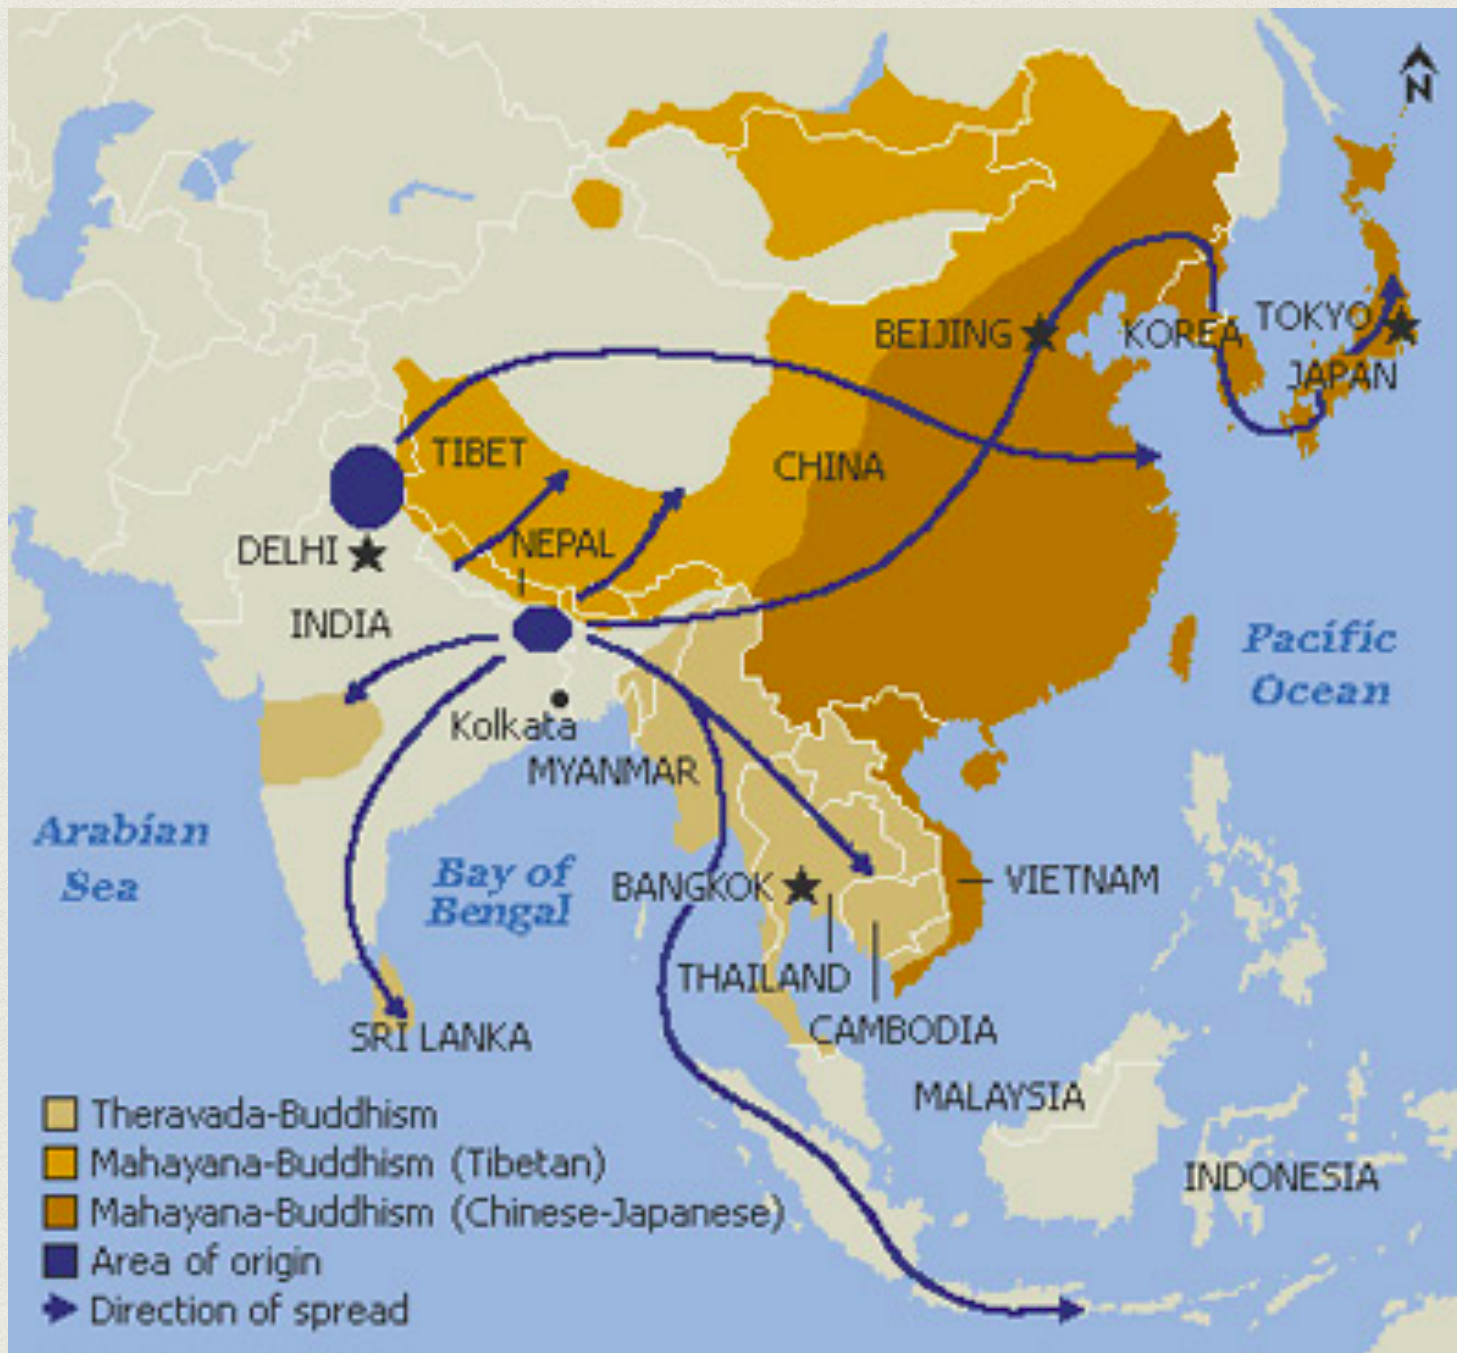 N
BEIJING
KOREA
TOKYO
JAPAN
TIBET
CHINA
NEPAL
DELHI
INDIA
Pacific
Ocean
Kolkata
MYANMAR
Arabian
Sea
Bay of
Bengal
BANGKOK
VIETNAM
THAILAND
CAMBODIA
SRI LANKA
MALAYSIA
INDONESIA
Theravada-Buddhism
Mahayana-Buddhism (Tibetan)
Mahayana-Buddhism (Chinese-Japanese)
Area of origin
Direction of spread